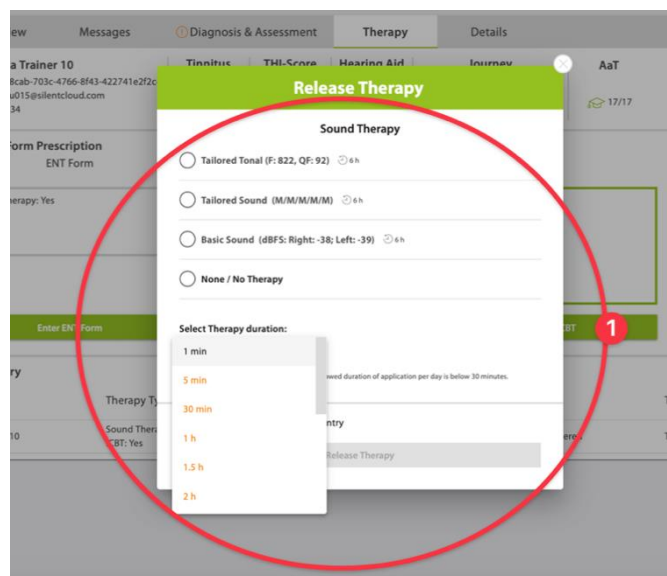 ew Messages Diagnosis & Assessment Therapy Details
a Trainer 10 Tinnitus THI-Score Hearing Aid Journey AaT
8cab-703c-4766-8f43-422741e2f2c
u015@silentcloud.com
34
17/17
Release Therapy
Form Prescription
ENT Form
Sound Therapy
Tailored Tonal (F: 822, QF: 92) 6 h
herapy: Yes
Tailored Sound (M/M/M/M/M) 6 h
Basic Sound (dBFS: Right: -38; Left: -39) 6 h
None / No Therapy
Enter ENT Form
CBT
1
Select Therapy duration:
1 min
5 min
30 min
1 h
1.5 h
2 h
owed duration of application per day is below 30 minutes.
ry
Therapy Ty
ntry
10
Sound Thera
iCBT: Yes
Release Therapy